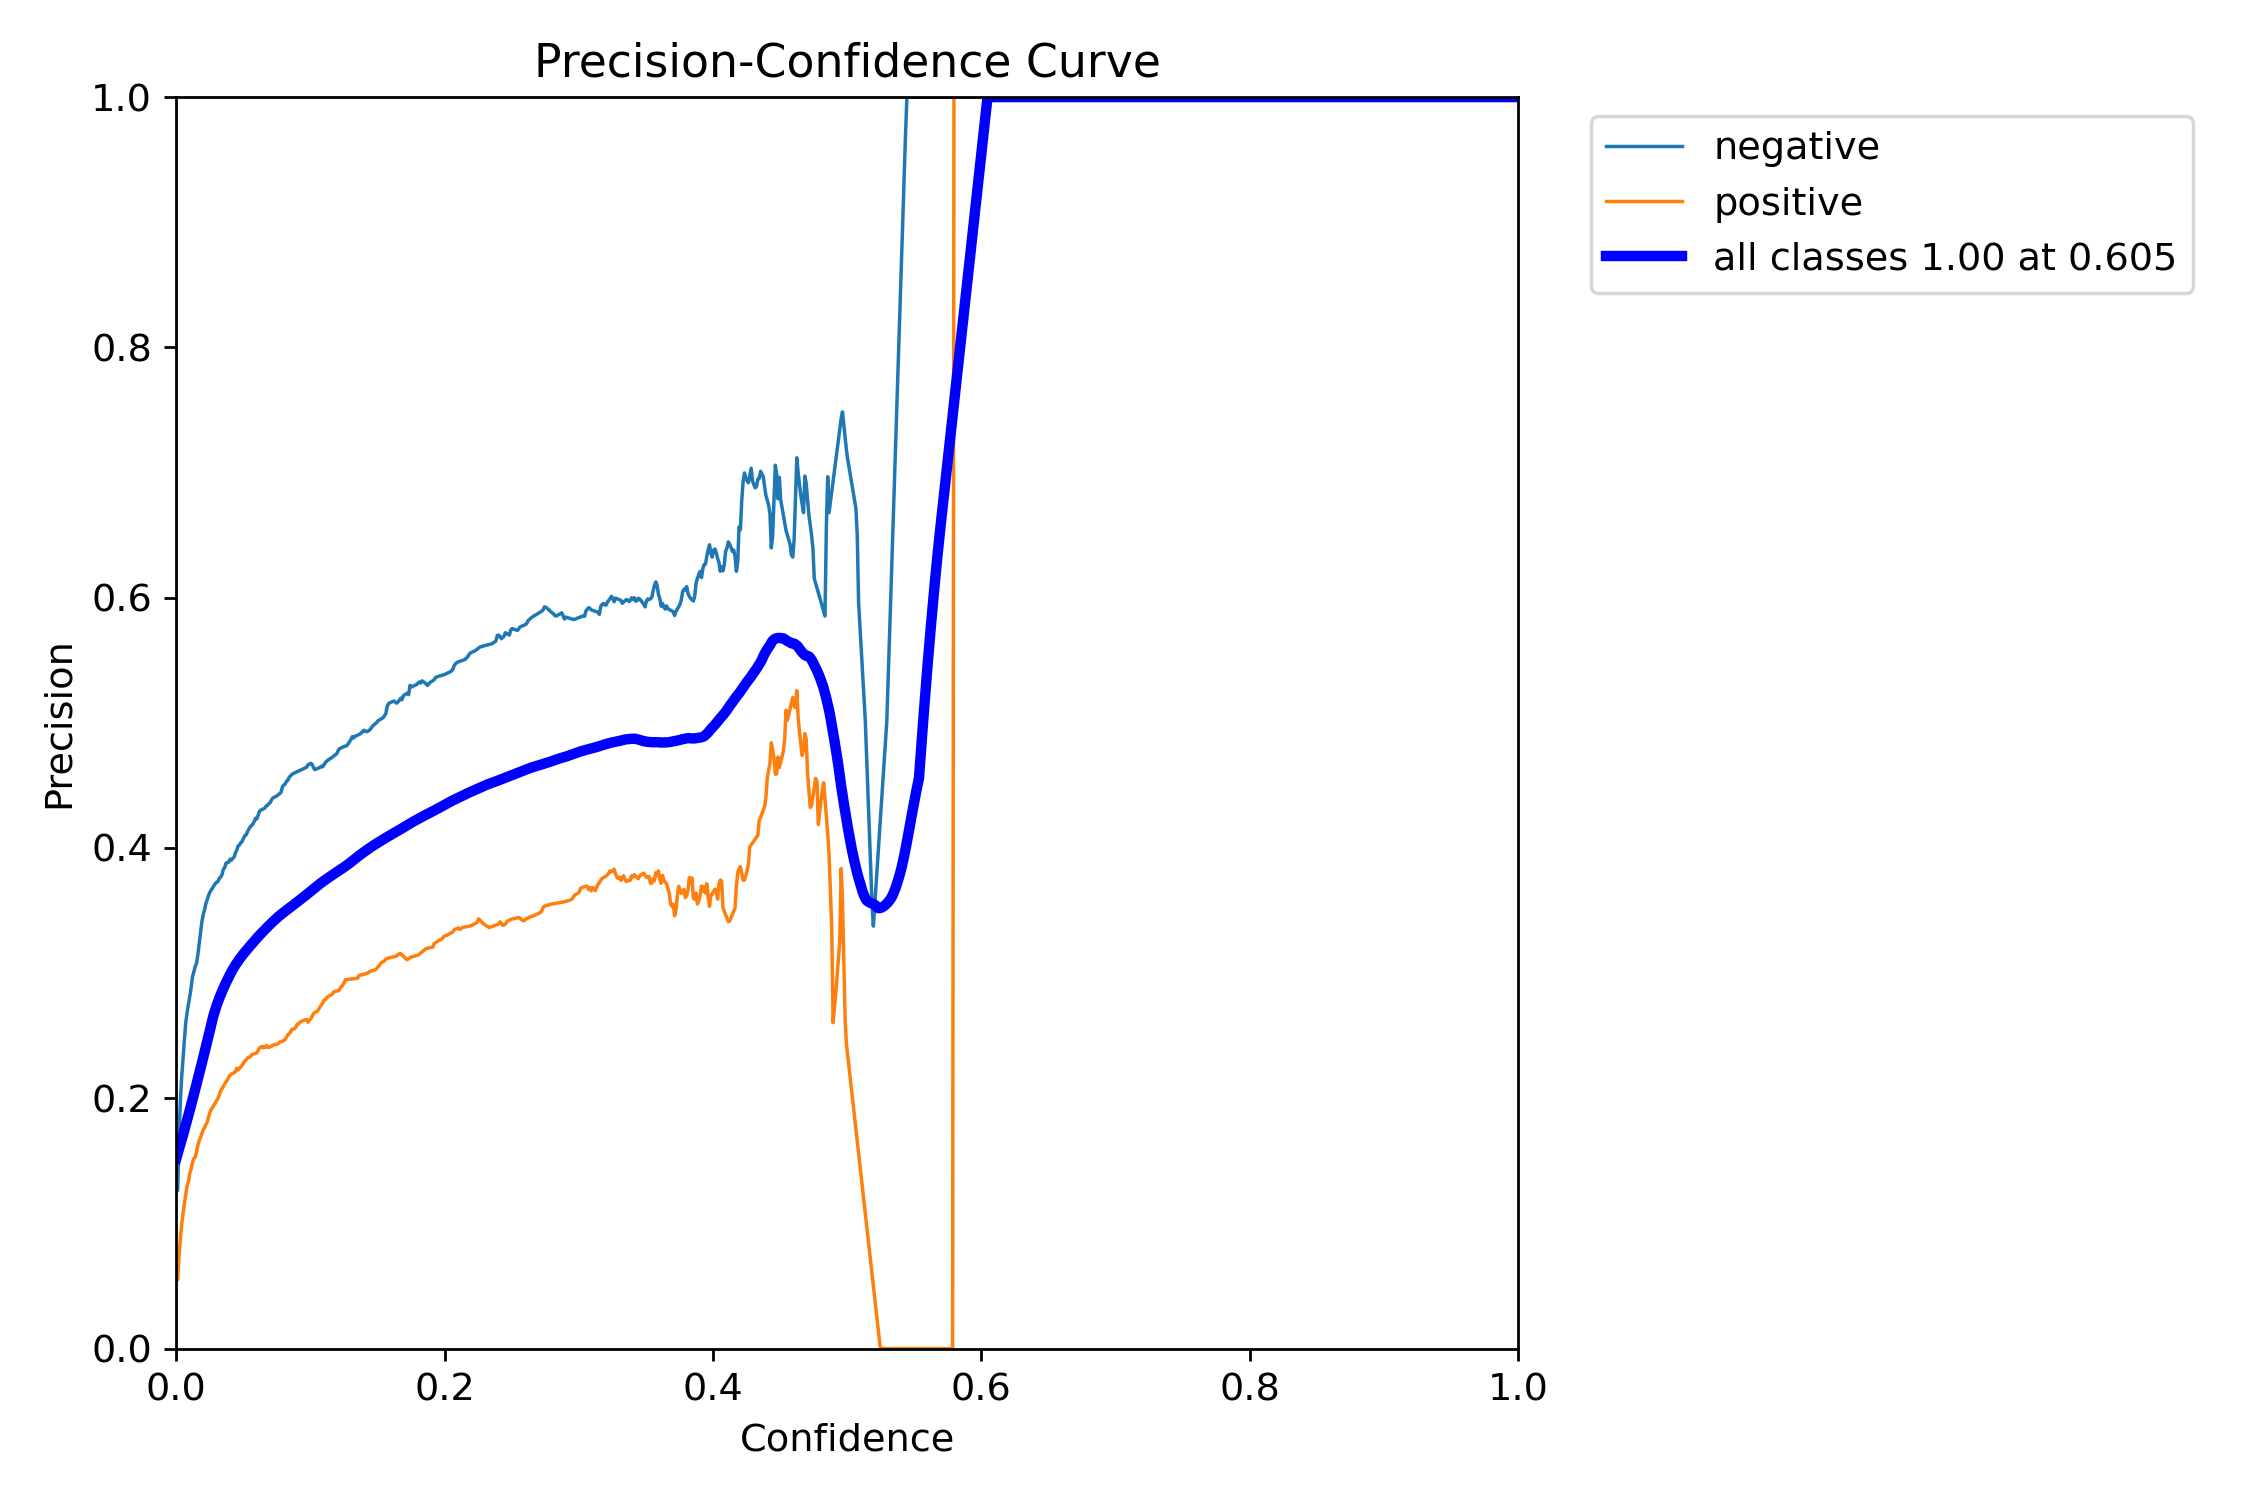 Precision-Confidence Curve
1.0
0.8
0.6
0.4
0.2
0.0
Precision
0.0 0.2 0.4 0.6 0.8 1.0
Confidence
negative
positive
all classes 1.00 at 0.605